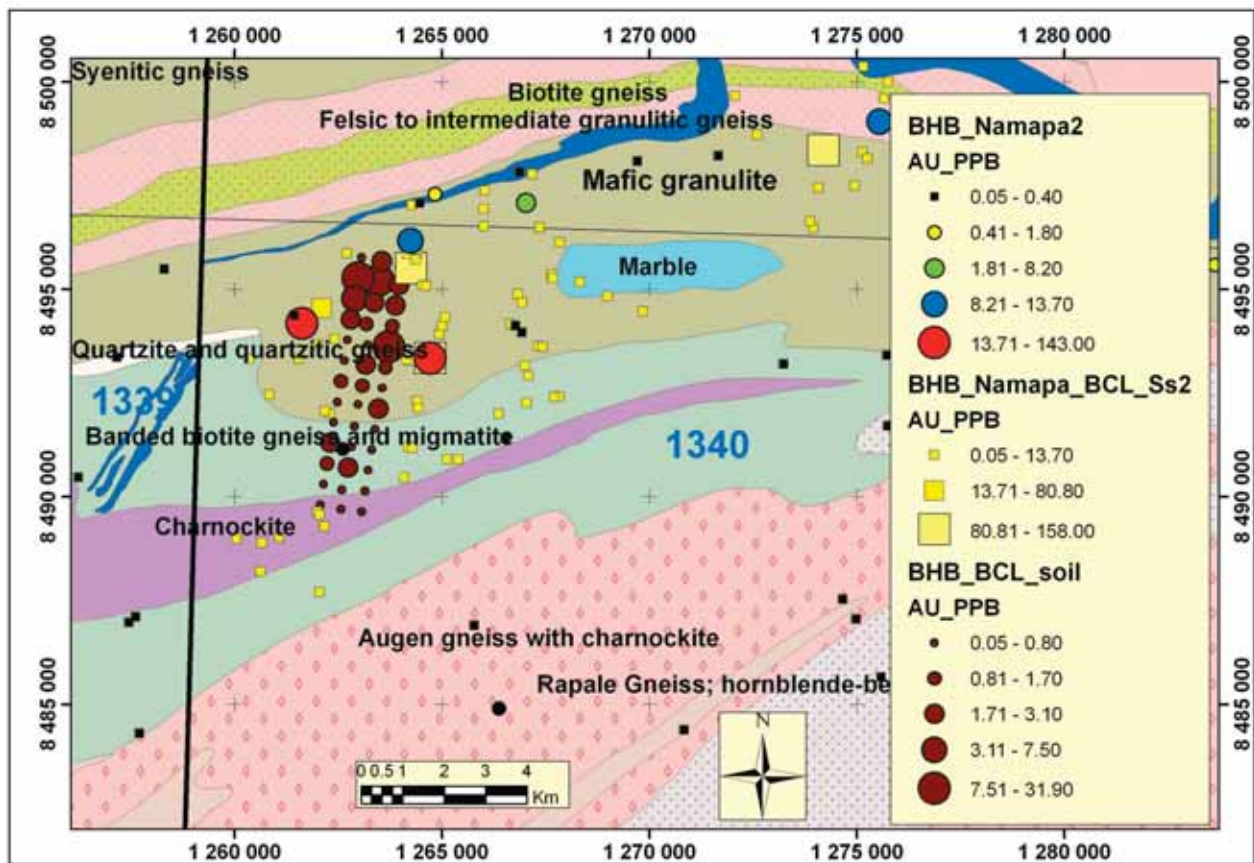 1 260 000 1 265 000 1 270 000 1 275 000 1 280 000
8 500 000
8 495 000
8 490 000
8 485 000
Syenitic gneiss
Biotite gneiss
Felsic to intermediate granulitic gneiss
Mafic granulite
Marble
Quartzite and quartzitic gneiss
1339
Banded biotite gneiss and migmatite
1340
Charnockite
Augen gneiss with charnockite
Rapale Gneiss; hornblende-be
0 0.5 1 2 3 4
Km
N
BHB_Namapa2
AU_PPB
0.05 - 0.40
0.41 - 1.80
1.81 - 8.20
8.21 - 13.70
13.71 - 143.00
BHB_Namapa_BCL_Ss2
AU_PPB
0.05 - 13.70
13.71 - 80.80
80.81 - 158.00
BHB_BCL_soil
AU_PPB
0.05 - 0.80
0.81 - 1.70
1.71 - 3.10
3.11 - 7.50
7.51 - 31.90
8 500 000
8 495 000
8 490 000
8 485 000
1 260 000 1 265 000 1 270 000 1 275 000 1 280 000